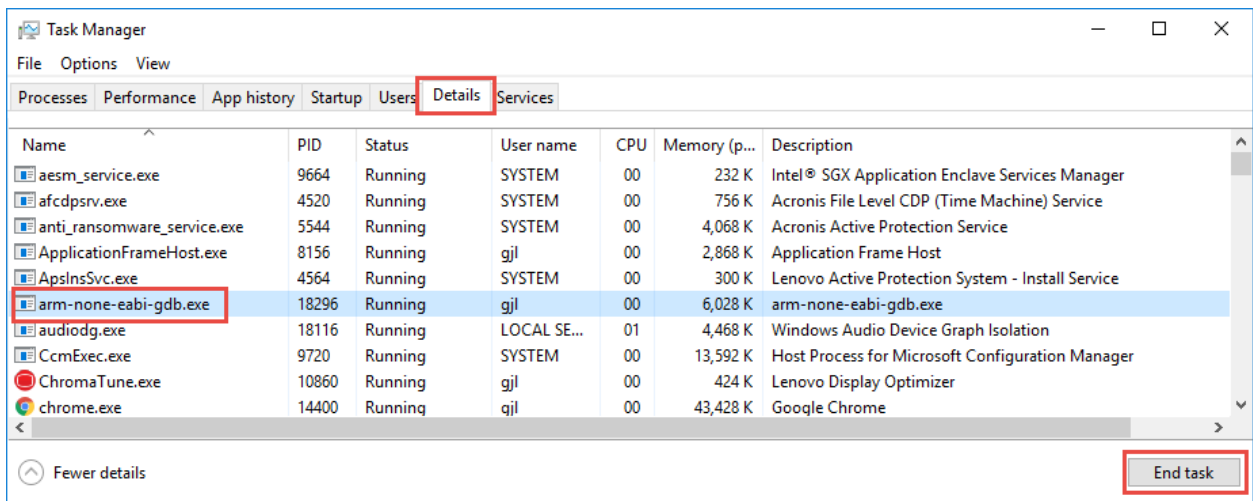 Task Manager
File Options View
Processes Performance App history Startup Users Details Services
Name PID Status User name CPU Memory (p... Description
aesm_service.exe 9664 Running SYSTEM 00 232 K Intel® SGX Application Enclave Services Manager
afcdpsrv.exe 4520 Running SYSTEM 00 756 K Acronis File Level CDP (Time Machine) Service
anti_ransomware_service.exe 5544 Running SYSTEM 00 4,068 K Acronis Active Protection Service
ApplicationFrameHost.exe 8156 Running gjl 00 2,868 K Application Frame Host
ApsInsSvc.exe 4564 Running SYSTEM 00 300 K Lenovo Active Protection System - Install Service
arm-none-eabi-gdb.exe 18296 Running gjl 00 6,028 K arm-none-eabi-gdb.exe
audiodg.exe 18116 Running LOCAL SE... 01 4,468 K Windows Audio Device Graph Isolation
CcmExec.exe 9720 Running SYSTEM 00 13,592 K Host Process for Microsoft Configuration Manager
ChromaTune.exe 10860 Running gjl 00 424 K Lenovo Display Optimizer
chrome.exe 14400 Running gjl 00 43,428 K Google Chrome
Fewer details End task